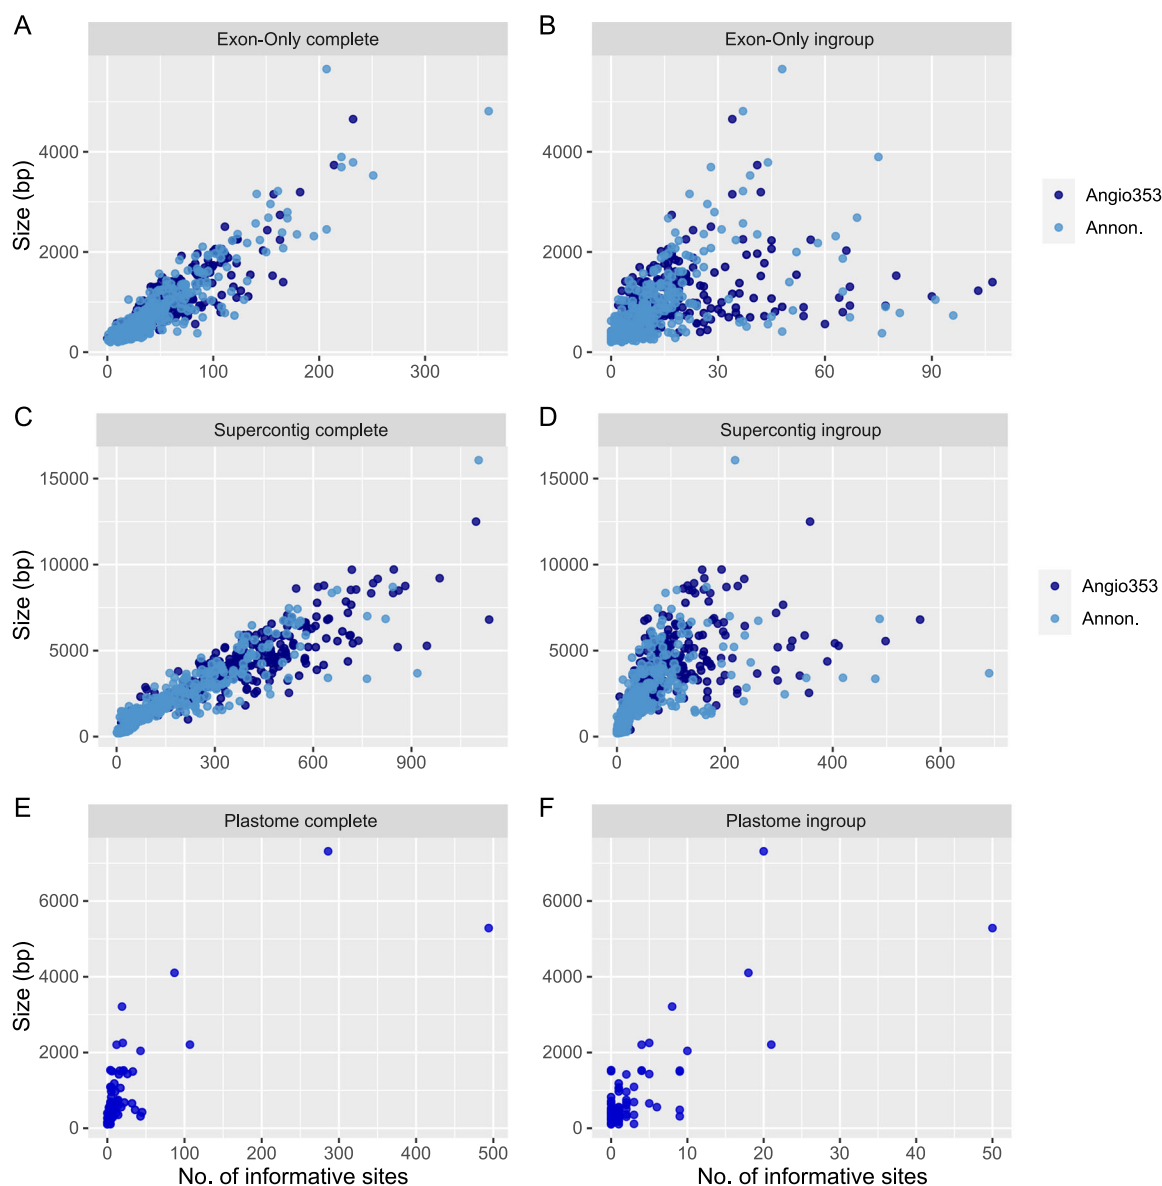 A
Exon-Only complete
Size (bp)
4000
2000
0
0 100 200 300
B
Exon-Only ingroup
4000
2000
0
0 30 60 90
Angio353
Annon.
C
Supercontig complete
Size (bp)
15000
10000
5000
0
0 300 600 900
D
Supercontig ingroup
15000
10000
5000
0
0 200 400 600
Angio353
Annon.
E
Plastome complete
Size (bp)
6000
4000
2000
0
0 100 200 300 400 500
No. of informative sites
F
Plastome ingroup
6000
4000
2000
0
0 10 20 30 40 50
No. of informative sites